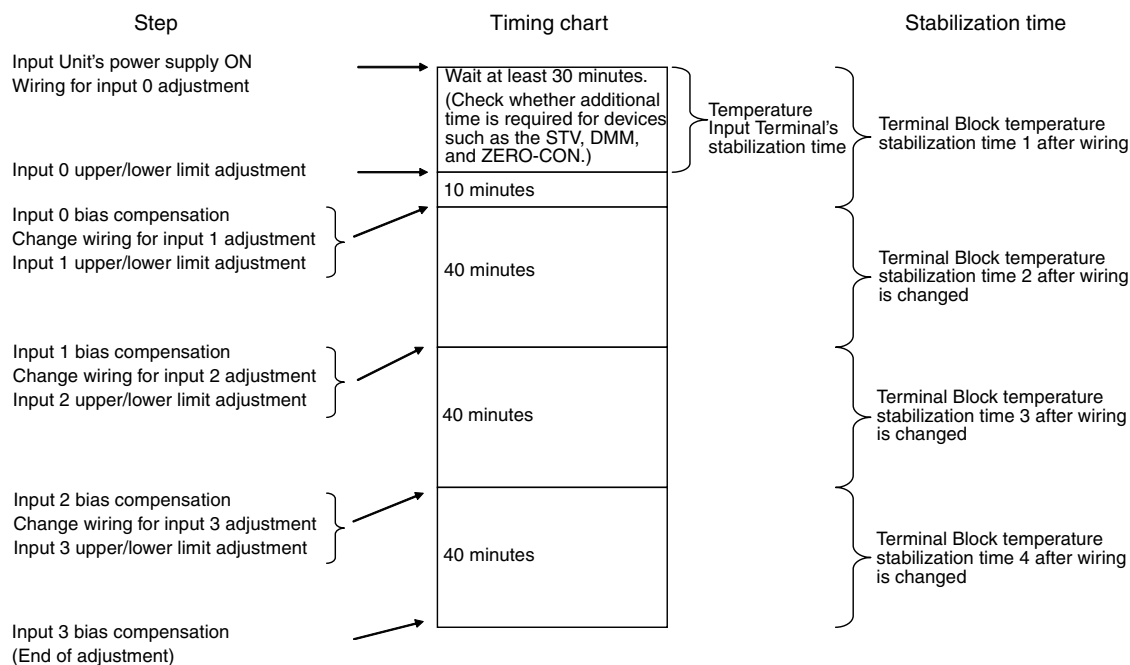 Step
Timing chart
Stabilization time
Input Unit's power supply ON
Wiring for input 0 adjustment
Wait at least 30 minutes.
(Check whether additional
time is required for devices
such as the STV, DMM,
and ZERO-CON.)
Temperature
Input Terminal's
stabilization time
Terminal Block temperature
stabilization time 1 after wiring
Input 0 upper/lower limit adjustment
10 minutes
Input 0 bias compensation
Change wiring for input 1 adjustment
Input 1 upper/lower limit adjustment
40 minutes
Terminal Block temperature
stabilization time 2 after wiring
is changed
Input 1 bias compensation
Change wiring for input 2 adjustment
Input 2 upper/lower limit adjustment
40 minutes
Terminal Block temperature
stabilization time 3 after wiring
is changed
Input 2 bias compensation
Change wiring for input 3 adjustment
Input 3 upper/lower limit adjustment
40 minutes
Terminal Block temperature
stabilization time 4 after wiring
is changed
Input 3 bias compensation
(End of adjustment)